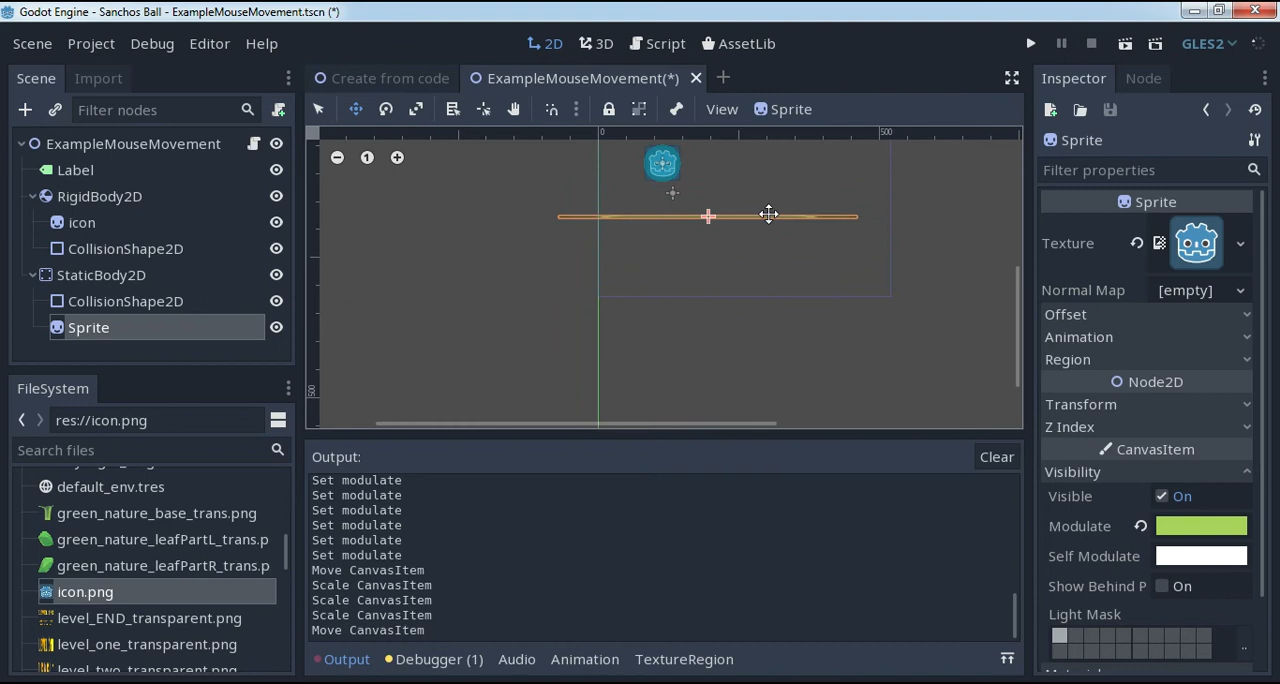 Godot Engine - Sanchos Ball - ExampleMouseMovement.tscn (*)
Scene Project Debug Editor Help
2D 3D Script AssetLib
GLES2
Scene Import
Create from code
ExampleMouseMovement(*)
Inspector Node
Filter nodes
View Sprite
0 500
1
500
ExampleMouseMovement
Label
RigidBody2D
icon
CollisionShape2D
StaticBody2D
CollisionShape2D
Sprite
FileSystem
res://icon.png
Search files
default_env.tres
green_nature_base_trans.png
green_nature_leafPartL_trans.p
green_nature_leafPartR_trans.p
icon.png
level_END_transparent.png
level_one_transparent.png
level_two_transparent.png
Output:
Clear
Set modulate
Set modulate
Set modulate
Set modulate
Set modulate
Set modulate
Move CanvasItem
Scale CanvasItem
Scale CanvasItem
Scale CanvasItem
Move CanvasItem
Output Debugger (1) Audio Animation TextureRegion
Sprite
Filter properties
Sprite
Texture
Normal Map [empty]
Offset
Animation
Region
Node2D
Transform
Z Index
CanvasItem
Visibility
Visible On
Modulate
Self Modulate
Show Behind P On
Light Mask
..